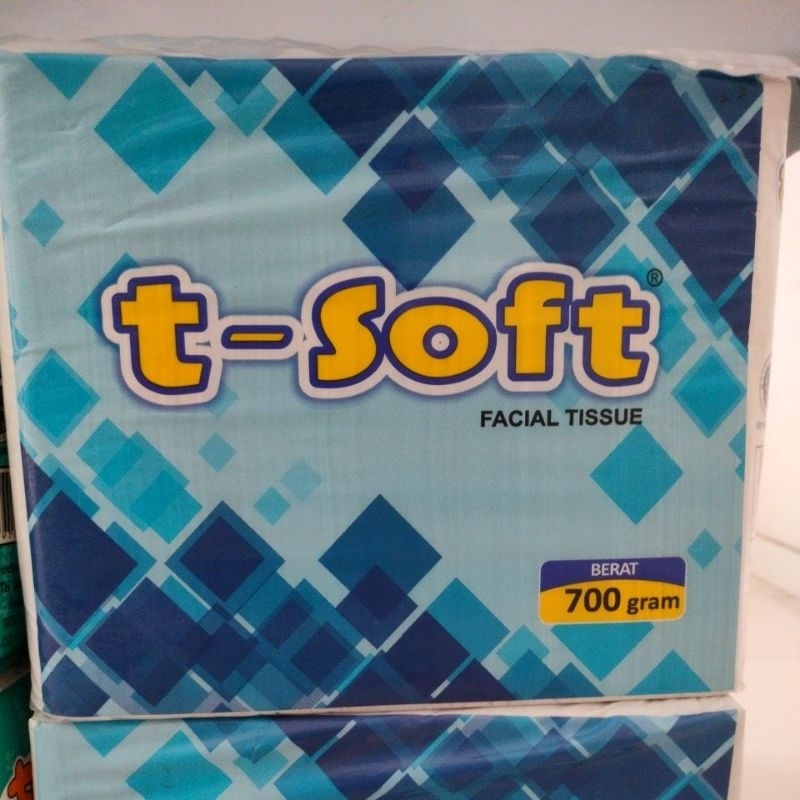 t-Soft®
FACIAL TISSUE
BERAT
700 gram